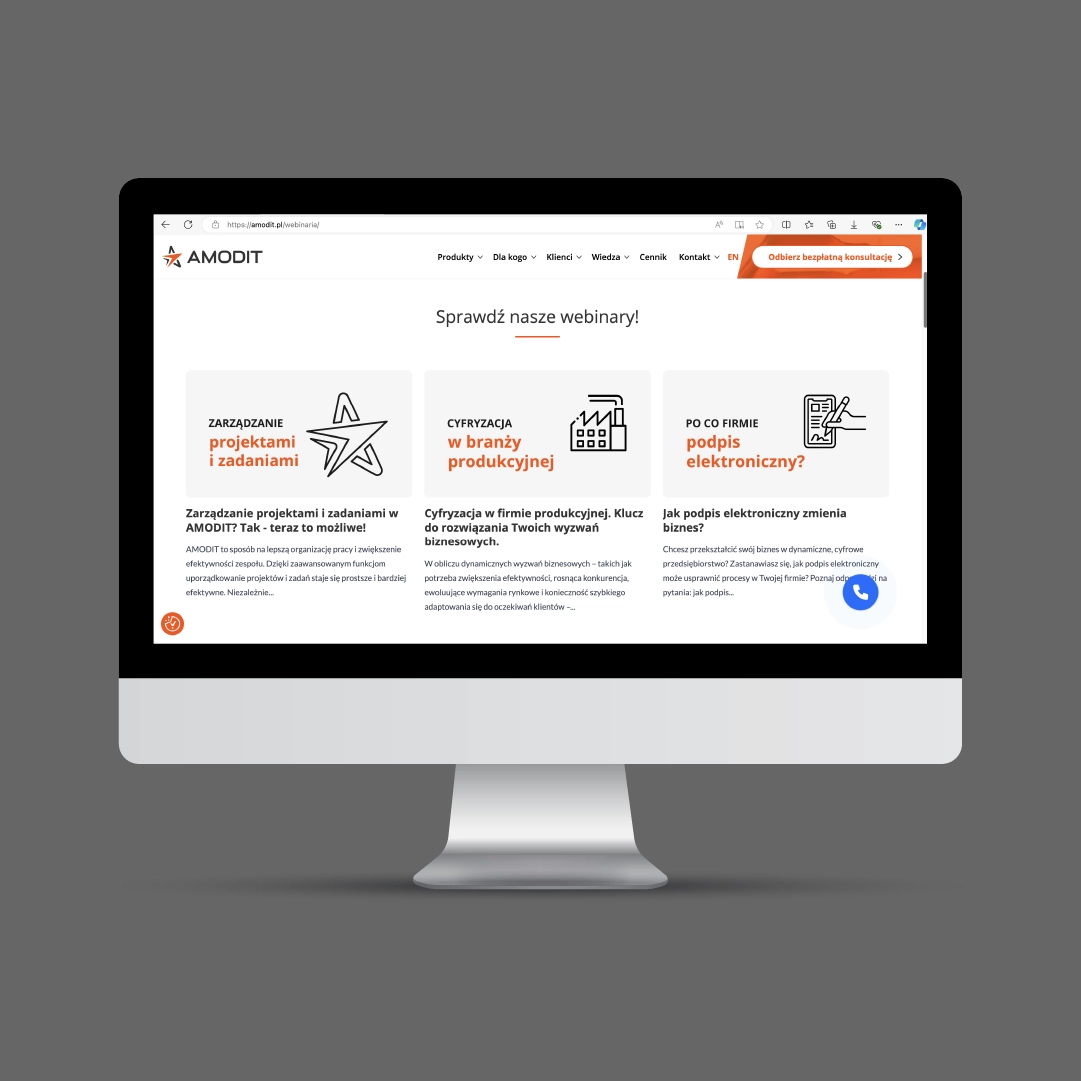 https://amodit.pl/webinaria/
AMODIT
Produkty
Dla kogo
Klienci
Wiedza
Cennik
Kontakt
EN
Odbierz bezpłatną konsultację
Sprawdź nasze webinary!
ZARZĄDZANIE
projektami
i zadaniami
CYFRYZACJA
w branży
produkcyjnej
PO CO FIRMIE
podpis
elektroniczny?
Zarządzanie projektami i zadaniami w
AMODIT? Tak - teraz to możliwe!
AMODIT to sposób na lepszą organizację pracy i zwiększenie
efektywności zespołu. Dzięki zaawansowanym funkcjom
uporządkowanie projektów i zadań staje się prostsze i bardziej
efektywne. Niezależnie...
Cyfryzacja w firmie produkcyjnej. Klucz
do rozwiązania Twoich wyzwań
biznesowych.
W obliczu dynamicznych wyzwań biznesowych – takich jak
potrzeba zwiększenia efektywności, rosnąca konkurencja,
ewoluujące wymagania rynkowe i konieczność szybkiego
adaptowania się do oczekiwań klientów –...
Jak podpis elektroniczny zmienia
biznes?
Chcesz przekształcić swój biznes w dynamiczne, cyfrowe
przedsiębiorstwo? Zastanawiasz się, jak podpis elektroniczny
może usprawnić procesy w Twojej firmie? Poznaj na
pytania: jak podpis...